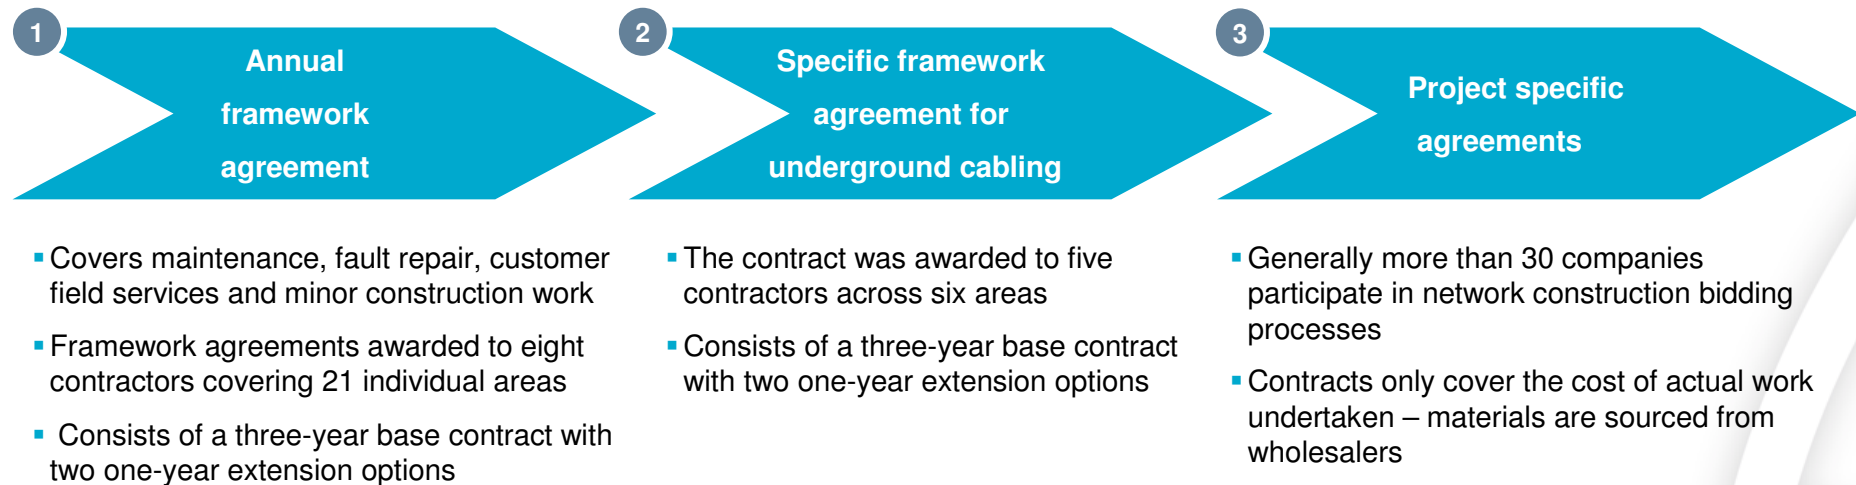 1
Annual
framework
agreement
▪ Covers maintenance, fault repair, customer
field services and minor construction work
▪ Framework agreements awarded to eight
contractors covering 21 individual areas
▪ Consists of a three-year base contract with
two one-year extension options
2
Specific framework
agreement for
underground cabling
▪ The contract was awarded to five
contractors across six areas
▪ Consists of a three-year base contract
with two one-year extension options
3
Project specific
agreements
▪ Generally more than 30 companies
participate in network construction bidding
processes
▪ Contracts only cover the cost of actual work
undertaken – materials are sourced from
wholesalers